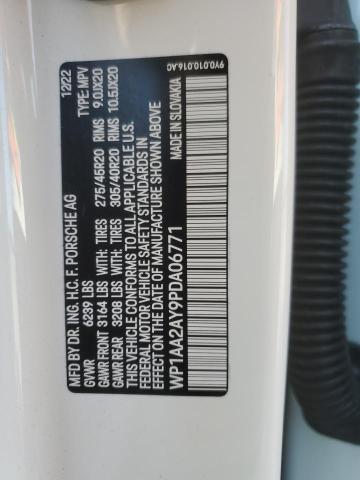 MFD BY DR. ING. H.C. F. PORSCHE AG 12/22
GVWR 6239 LBS TYPE: MPV
GAWR FRONT 3164 LBS WITH: TIRES 275/45R20 RIMS 9.0JX20
GAWR REAR 3208 LBS WITH: TIRES 305/40R20 RIMS 10.5JX20
THIS VEHICLE CONFORMS TO ALL APPLICABLE U.S.
FEDERAL MOTOR VEHICLE SAFETY STANDARDS IN
EFFECT ON THE DATE OF MANUFACTURE SHOWN ABOVE
WP1AA2AY9PDA06771 MADE IN SLOVAKIA
9Y0.010.016.AC